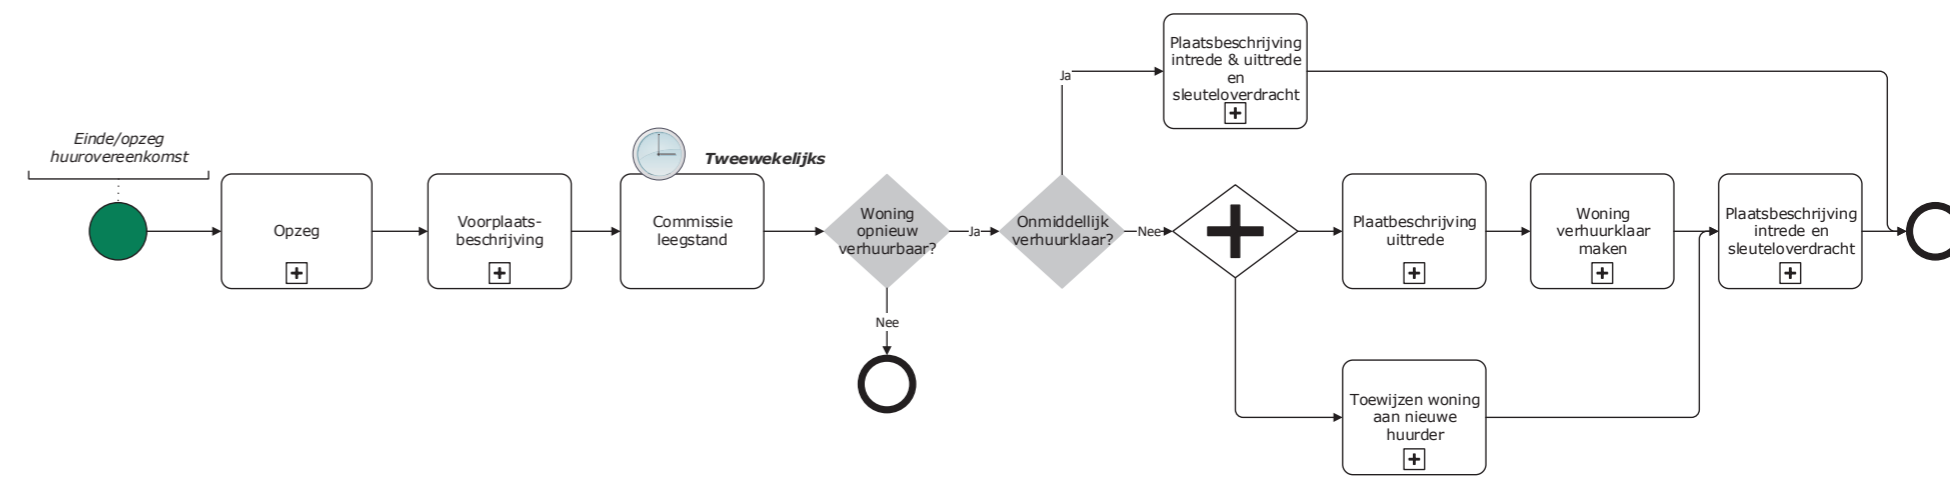 Einde/opzeg
huurovereenkomst
Opzeg
Voorplaats-
beschrijving
Tweewekelijks
Commissie
leegstand
Woning
opnieuw
verhuurbaar?
Ja
Nee
Onmiddellijk
verhuurklaar?
Ja
Nee
Plaatsbeschrijving
intrede & uittrede
en
sleuteloverdracht
Plaatbeschrijving
uittrede
Woning
verhuurklaar
maken
Plaatsbeschrijving
intrede en
sleuteloverdracht
Toewijzen woning
aan nieuwe
huurder